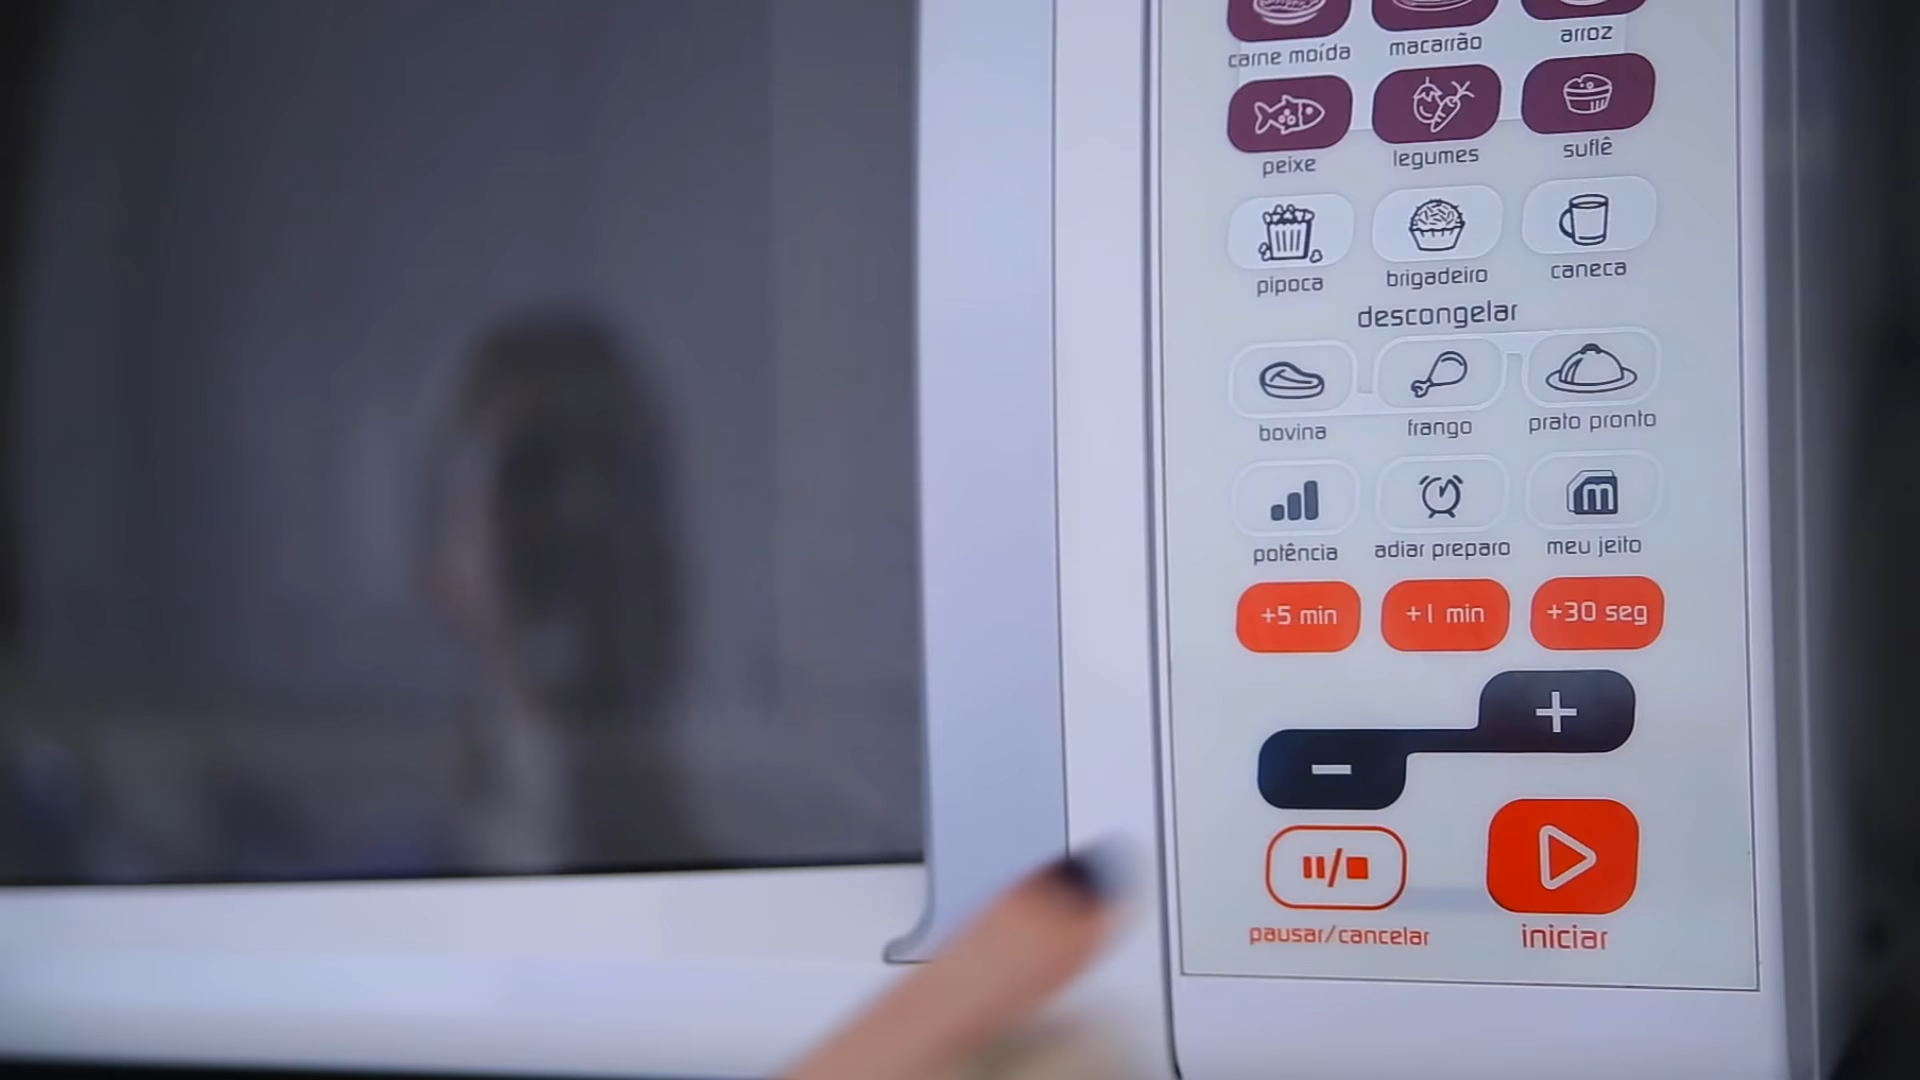 carne moída macarrão arroz
peixe legumes suflê
pipoca brigadeiro caneca
descongelar
bovina frango prato pronto
m
potência adiar preparo meu jeito
+5 min +1 min +30 seg
+
-
pausar/cancelar iniciar